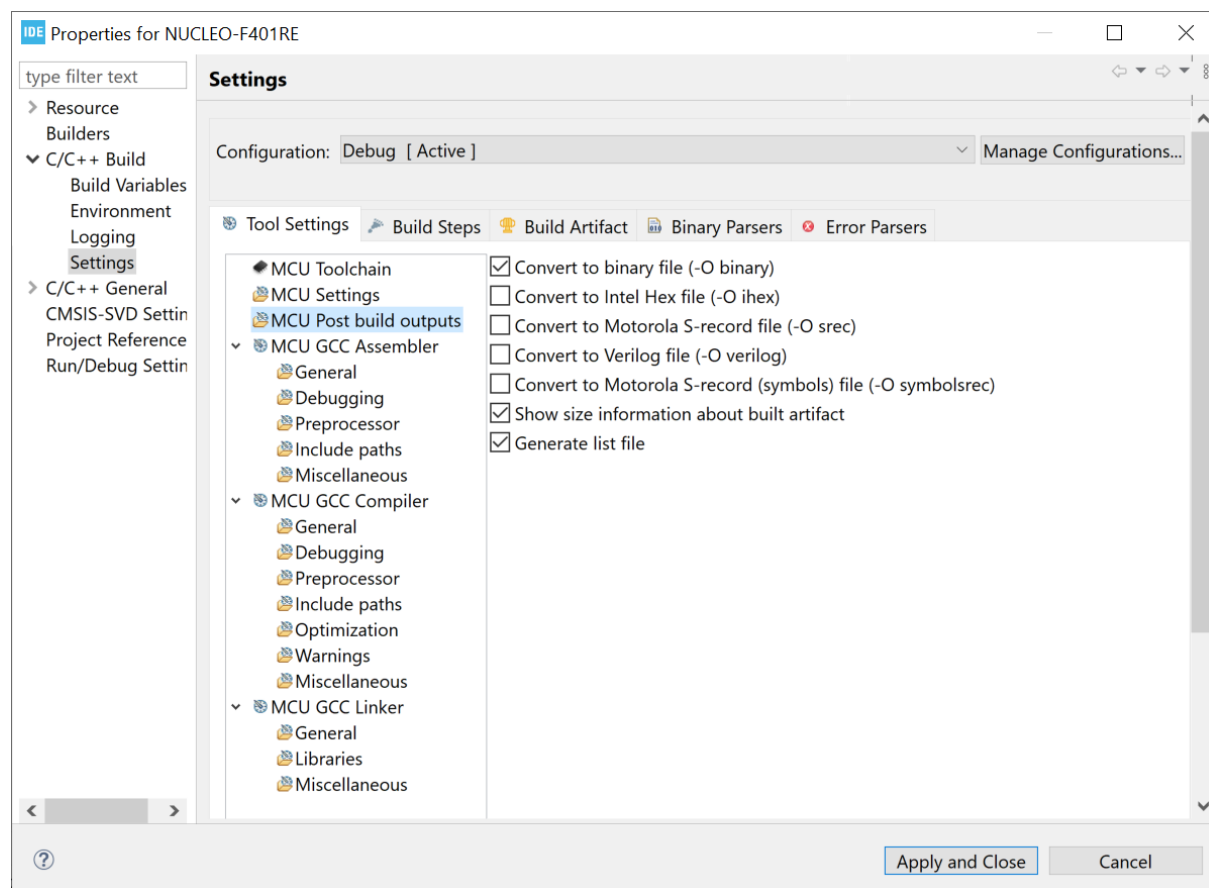 IDE Properties for NUCLEO-F401RE
type filter text
Resource
Builders
C/C++ Build
Build Variables
Environment
Logging
Settings
C/C++ General
CMSIS-SVD Settin
Project Reference
Run/Debug Settin
Settings
Configuration: Debug [ Active ] Manage Configurations...
Tool Settings Build Steps Build Artifact Binary Parsers Error Parsers
MCU Toolchain
MCU Settings
MCU Post build outputs
MCU GCC Assembler
General
Debugging
Preprocessor
Include paths
Miscellaneous
MCU GCC Compiler
General
Debugging
Preprocessor
Include paths
Optimization
Warnings
Miscellaneous
MCU GCC Linker
General
Libraries
Miscellaneous
Convert to binary file (-O binary)
Convert to Intel Hex file (-O ihex)
Convert to Motorola S-record file (-O srec)
Convert to Verilog file (-O verilog)
Convert to Motorola S-record (symbols) file (-O symbolsrec)
Show size information about built artifact
Generate list file
? Apply and Close Cancel